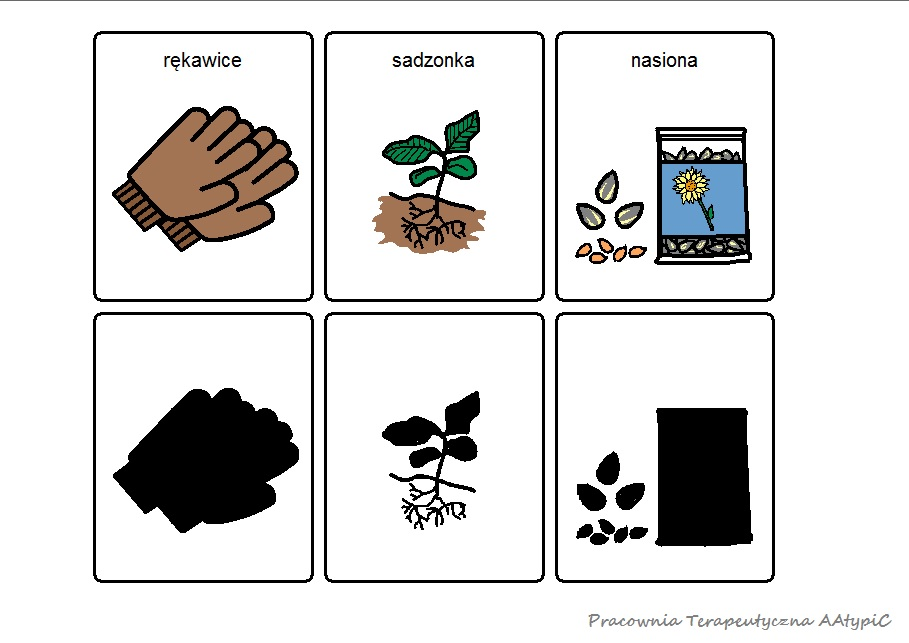 rękawice
sadzonka
nasiona
Pracownia Terapeutyczna AAtypiC